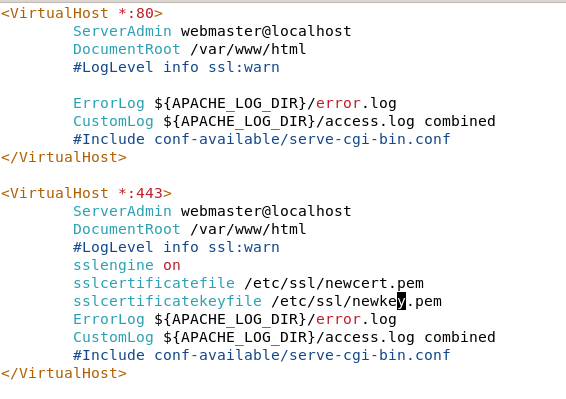 <VirtualHost *:80>
ServerAdmin webmaster@localhost
DocumentRoot /var/www/html
#LogLevel info ssl:warn
ErrorLog ${APACHE_LOG_DIR}/error.log
CustomLog ${APACHE_LOG_DIR}/access.log combined
#Include conf-available/serve-cgi-bin.conf
</VirtualHost>
<VirtualHost *:443>
ServerAdmin webmaster@localhost
DocumentRoot /var/www/html
#LogLevel info ssl:warn
sslengine on
sslcertificatefile /etc/ssl/newcert.pem
sslcertificatekeyfile /etc/ssl/newkey.pem
ErrorLog ${APACHE_LOG_DIR}/error.log
CustomLog ${APACHE_LOG_DIR}/access.log combined
#Include conf-available/serve-cgi-bin.conf
</VirtualHost>